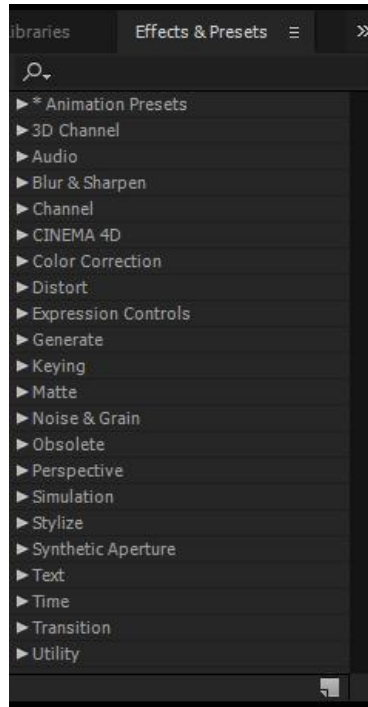 ibraries Effects & Presets
* Animation Presets
3D Channel
Audio
Blur & Sharpen
Channel
CINEMA 4D
Color Correction
Distort
Expression Controls
Generate
Keying
Matte
Noise & Grain
Obsolete
Perspective
Simulation
Stylize
Synthetic Aperture
Text
Time
Transition
Utility